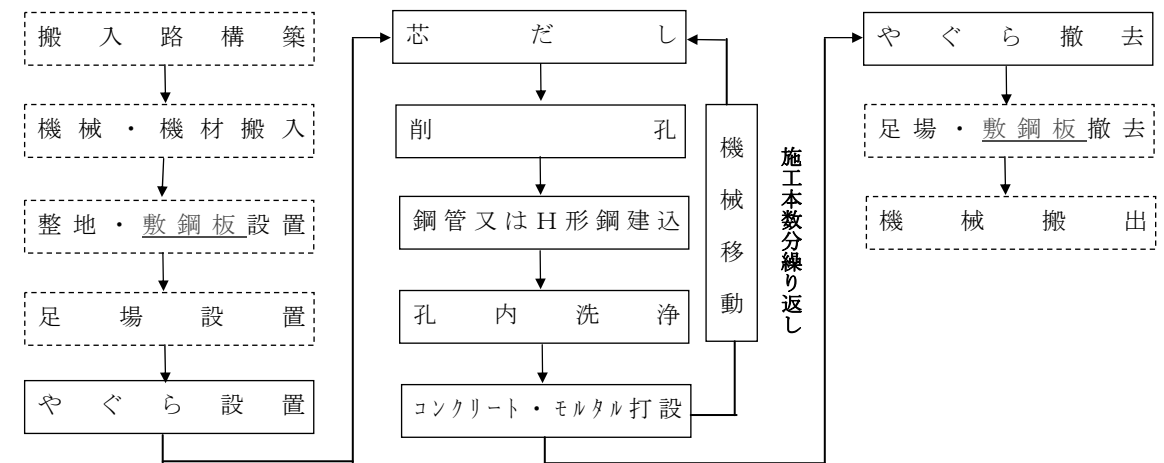 搬入路構築
機械・機材搬入
整地・敷鋼板設置
足場設置
やぐら設置
芯だし
削孔
鋼管又はH形鋼建込
孔内洗浄
コンクリート・モルタル打設
機械移動
施工本数分繰り返し
やぐら撤去
足場・敷鋼板撤去
機械搬出